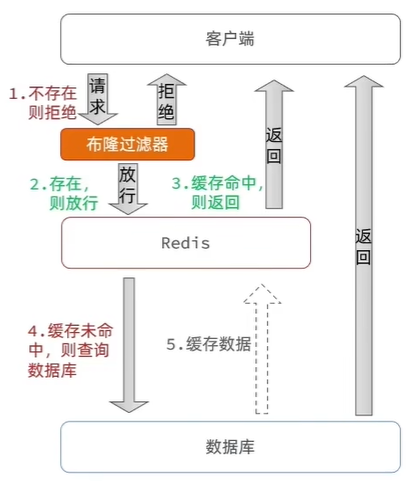 客户端
1.不存在
则拒绝
请求
拒绝
布隆过滤器
2.存在，
则放行
放行
3.缓存命中，
则返回
返回
Redis
返回
4.缓存未命
中，则查询
数据库
5.缓存数据
数据库